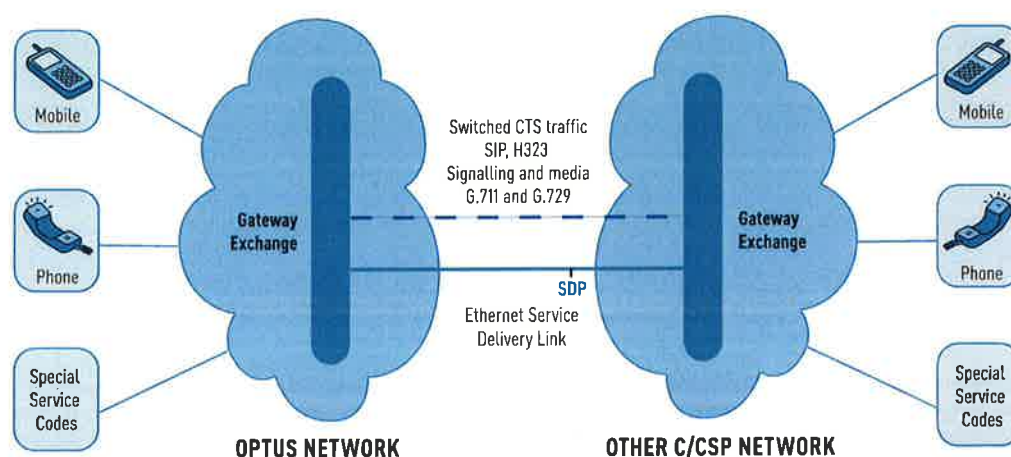 Mobile
Phone
Special
Service
Codes
Gateway
Exchange
OPTUS NETWORK
Switched CTS traffic
SIP, H323
Signalling and media
G.711 and G.729
SDP
Ethernet Service
Delivery Link
Gateway
Exchange
OTHER C/CSP NETWORK
Mobile
Phone
Special
Service
Codes